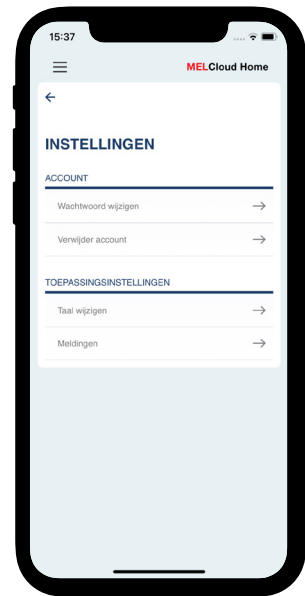 15:37
MELCloud Home
INSTELLINGEN
ACCOUNT
Wachtwoord wijzigen
Verwijder account
TOEPASSINGSINSTELLINGEN
Taal wijzigen
Meldingen